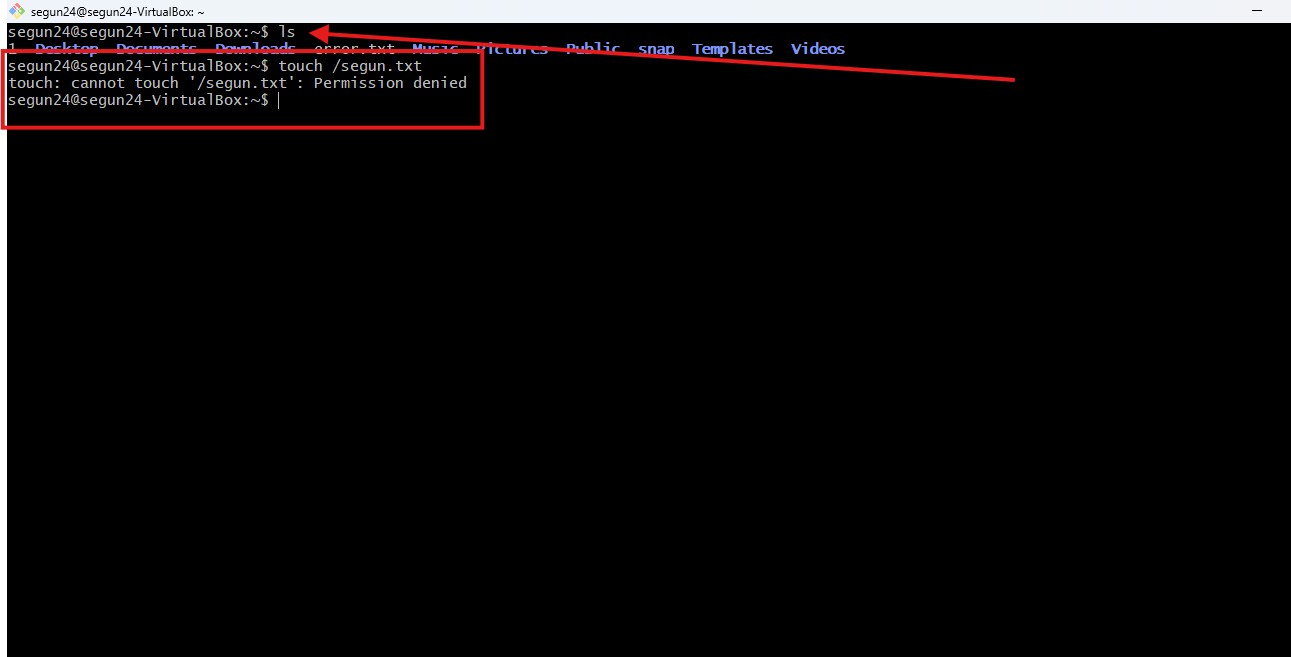 segun24@segun24-VirtualBox: ~
segun24@segun24-VirtualBox:~$ ls
1  Desktop  Documents  Downloads  error.txt  Music  Pictures  Public  snap  Templates  Videos
segun24@segun24-VirtualBox:~$ touch /segun.txt
touch: cannot touch '/segun.txt': Permission denied
segun24@segun24-VirtualBox:~$